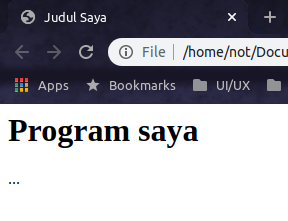 Judul Saya
File
/home/not/Docu
Apps
Bookmarks
UI/UX
Program saya
...